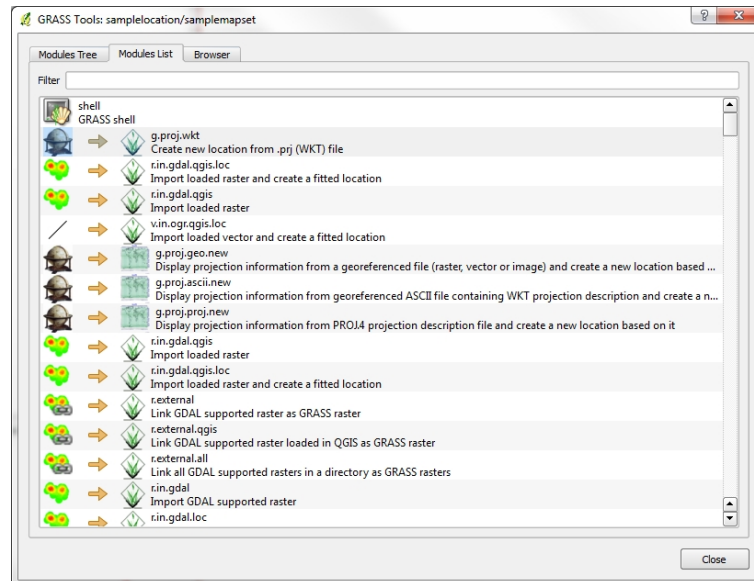 GRASS Tools: samplelocation/samplemapset
Modules Tree
Modules List
Browser
Filter
shell
GRASS shell
g.proj.wkt
Create new location from .prj (WKT) file
r.in.gdal.qgis.loc
Import loaded raster and create a fitted location
r.in.gdal.qgis
Import loaded raster
v.in.ogr.qgis.loc
Import loaded vector and create a fitted location
g.proj.geo.new
Display projection information from a georeferenced file (raster, vector or image) and create a new location based ...
g.proj.ascii.new
Display projection information from georeferenced ASCII file containing WKT projection description and create a n...
g.proj.proj.new
Display projection information from PROJ.4 projection description file and create a new location based on it
r.in.gdal.qgis
Import loaded raster
r.in.gdal.qgis.loc
Import loaded raster and create a fitted location
r.external
Link GDAL supported raster as GRASS raster
r.external.qgis
Link GDAL supported raster loaded in QGIS as GRASS raster
r.external.all
Link all GDAL supported rasters in a directory as GRASS rasters
r.in.gdal
Import GDAL supported raster
r.in.gdal.loc
Close